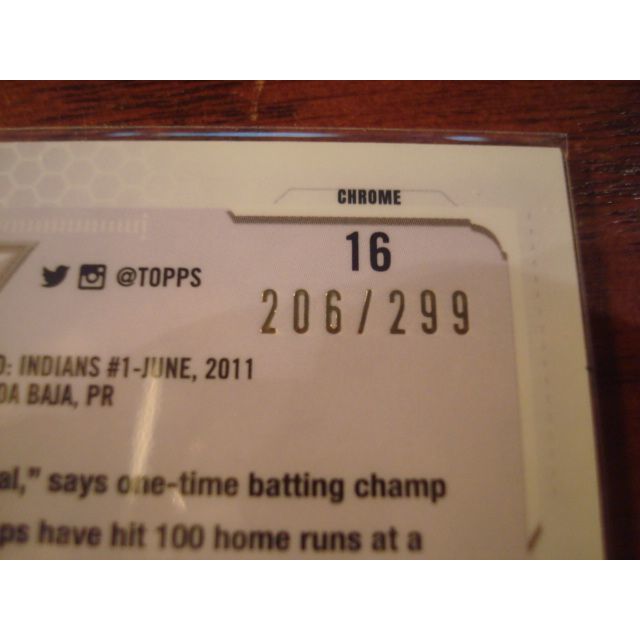 CHROME
16
@TOPPS
206/299
D: INDIANS #1-JUNE, 2011
OA BAJA, PR
al," says one-time batting champ
ps have hit 100 home runs at a